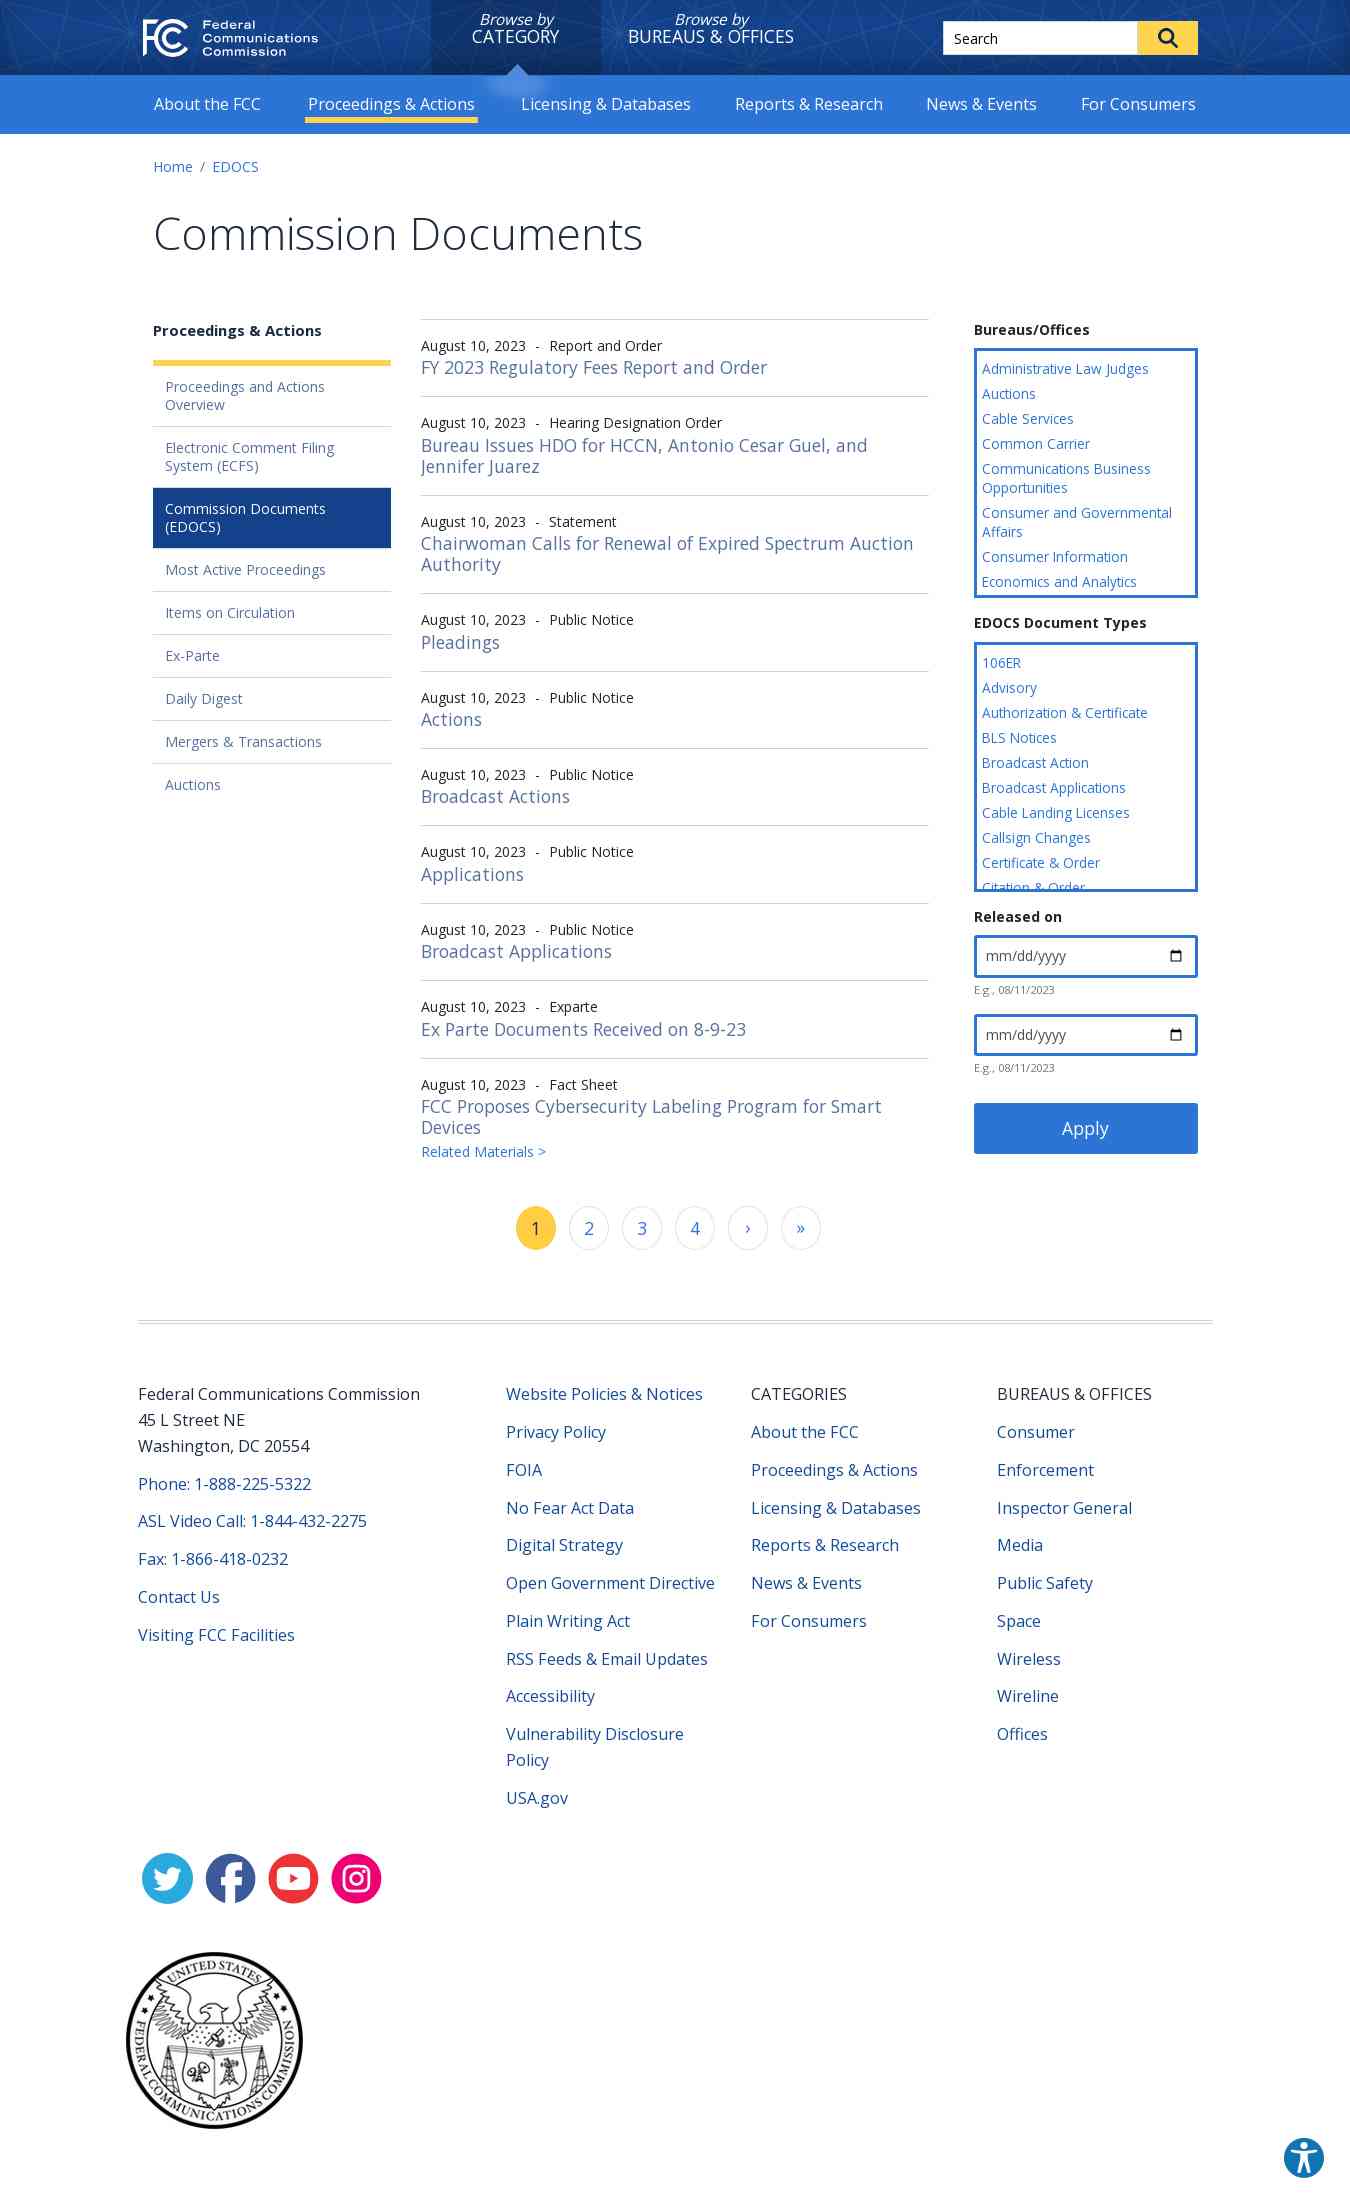 FCC Federal
Communications
Commission
Browse by
CATEGORY
Browse by
BUREAUS & OFFICES
Search
About the FCC
Proceedings & Actions
Licensing & Databases
Reports & Research
News & Events
For Consumers
Home / EDOCS
Commission Documents
Proceedings & Actions
Proceedings and Actions
Overview
Electronic Comment Filing
System (ECFS)
Commission Documents
(EDOCS)
Most Active Proceedings
Items on Circulation
Ex-Parte
Daily Digest
Mergers & Transactions
Auctions
August 10, 2023 - Report and Order
FY 2023 Regulatory Fees Report and Order
August 10, 2023 - Hearing Designation Order
Bureau Issues HDO for HCCN, Antonio Cesar Guel, and
Jennifer Juarez
August 10, 2023 - Statement
Chairwoman Calls for Renewal of Expired Spectrum Auction
Authority
August 10, 2023 - Public Notice
Pleadings
August 10, 2023 - Public Notice
Actions
August 10, 2023 - Public Notice
Broadcast Actions
August 10, 2023 - Public Notice
Applications
August 10, 2023 - Public Notice
Broadcast Applications
August 10, 2023 - Exparte
Ex Parte Documents Received on 8-9-23
August 10, 2023 - Fact Sheet
FCC Proposes Cybersecurity Labeling Program for Smart
Devices
Related Materials >
Bureaus/Offices
Administrative Law Judges
Auctions
Cable Services
Common Carrier
Communications Business
Opportunities
Consumer and Governmental
Affairs
Consumer Information
Economics and Analytics
EDOCS Document Types
106ER
Advisory
Authorization & Certificate
BLS Notices
Broadcast Action
Broadcast Applications
Cable Landing Licenses
Callsign Changes
Certificate & Order
Citation & Order
Released on
mm/dd/yyyy
E.g., 08/11/2023
mm/dd/yyyy
E.g., 08/11/2023
Apply
1 2 3 4 › »
Federal Communications Commission
45 L Street NE
Washington, DC 20554
Phone: 1-888-225-5322
ASL Video Call: 1-844-432-2275
Fax: 1-866-418-0232
Contact Us
Visiting FCC Facilities
Website Policies & Notices
Privacy Policy
FOIA
No Fear Act Data
Digital Strategy
Open Government Directive
Plain Writing Act
RSS Feeds & Email Updates
Accessibility
Vulnerability Disclosure
Policy
USA.gov
CATEGORIES
About the FCC
Proceedings & Actions
Licensing & Databases
Reports & Research
News & Events
For Consumers
BUREAUS & OFFICES
Consumer
Enforcement
Inspector General
Media
Public Safety
Space
Wireless
Wireline
Offices
UNITED STATES
FEDERAL COMMUNICATIONS COMMISSION